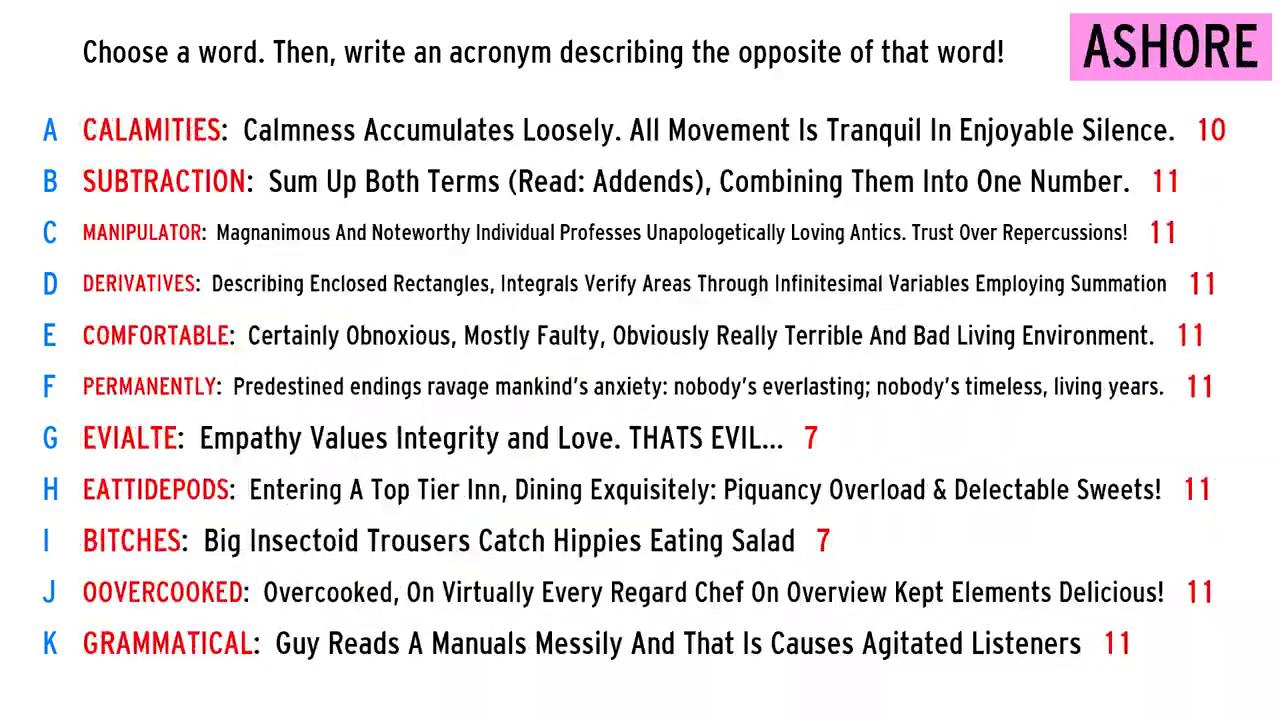 Choose a word. Then, write an acronym describing the opposite of that word!
ASHORE
A CALAMITIES: Calmness Accumulates Loosely. All Movement Is Tranquil In Enjoyable Silence. 10
B SUBTRACTION: Sum Up Both Terms (Read: Addends), Combining Them Into One Number. 11
C MANIPULATOR: Magnanimous And Noteworthy Individual Professes Unapologetically Loving Antics. Trust Over Repercussions! 11
D DERIVATIVES: Describing Enclosed Rectangles, Integrals Verify Areas Through Infinitesimal Variables Employing Summation 11
E COMFORTABLE: Certainly Obnoxious, Mostly Faulty, Obviously Really Terrible And Bad Living Environment. 11
F PERMANENTLY: Predestined endings ravage mankind's anxiety: nobody's everlasting; nobody's timeless, living years. 11
G EVIALTE: Empathy Values Integrity and Love. THATS EVIL... 7
H EATTIDEPODS: Entering A Top Tier Inn, Dining Exquisitely: Piquancy Overload & Delectable Sweets! 11
I BITCHES: Big Insectoid Trousers Catch Hippies Eating Salad 7
J OOVERCOOKED: Overcooked, On Virtually Every Regard Chef On Overview Kept Elements Delicious! 11
K GRAMMATICAL: Guy Reads A Manuals Messily And That Is Causes Agitated Listeners 11